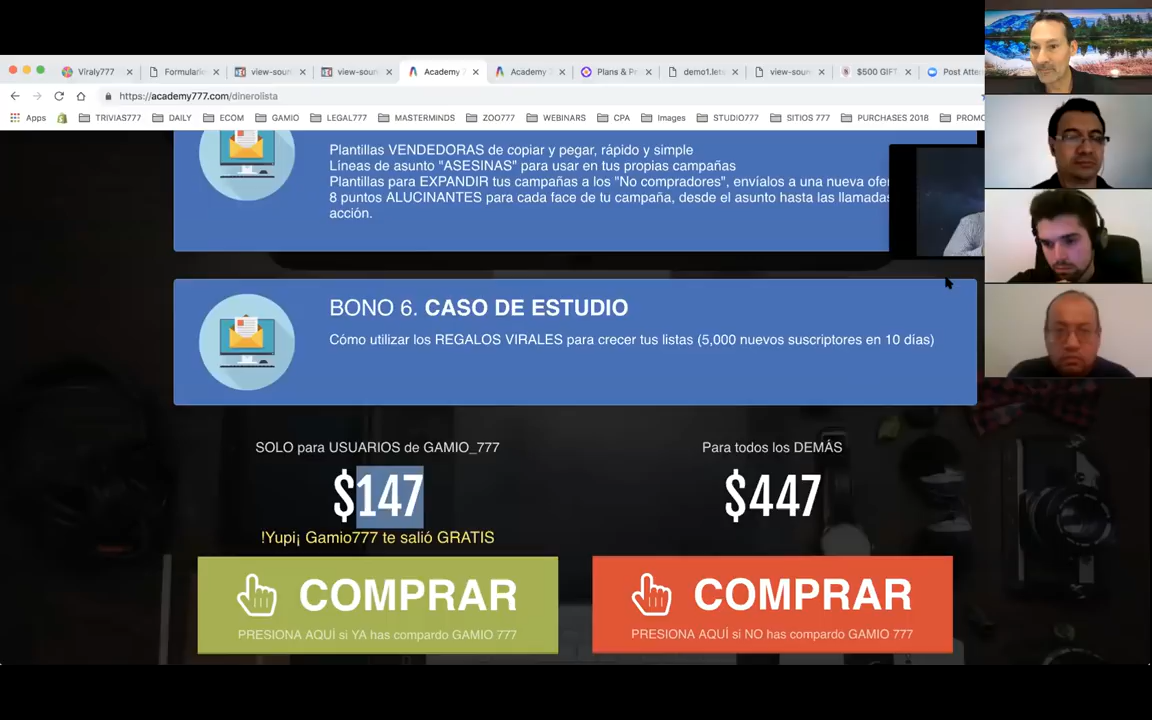 Viraly777
Formulari
view-soun
view-soun
Academy 7
Academy
Plans & Pr
demo1.lets
view-sour
$500 GIFT
Post Atten
https://academy777.com/dinerolista
Apps
TRIVIAS777
DAILY
ECOM
GAMIO
LEGAL777
MASTERMINDS
ZOO777
WEBINARS
CPA
Images
STUDIO777
SITIOS 777
PURCHASES 2018
PROMO
Plantillas VENDEDORAS de copiar y pegar, rápido y simple
Líneas de asunto "ASESINAS" para usar en tus propias campañas
Plantillas para EXPANDIR tus campañas a los "No compradores", envíalos a una nueva ofer
8 puntos ALUCINANTES para cada face de tu campaña, desde el asunto hasta las llamadas
acción.
BONO 6. CASO DE ESTUDIO
Cómo utilizar los REGALOS VIRALES para crecer tus listas (5,000 nuevos suscriptores en 10 días)
SOLO para USUARIOS de GAMIO_777
$147
!Yupi¡ Gamio777 te salió GRATIS
COMPRAR
PRESIONA AQUÍ si YA has compardo GAMIO 777
Para todos los DEMÁS
$447
COMPRAR
PRESIONA AQUÍ si NO has compardo GAMIO 777